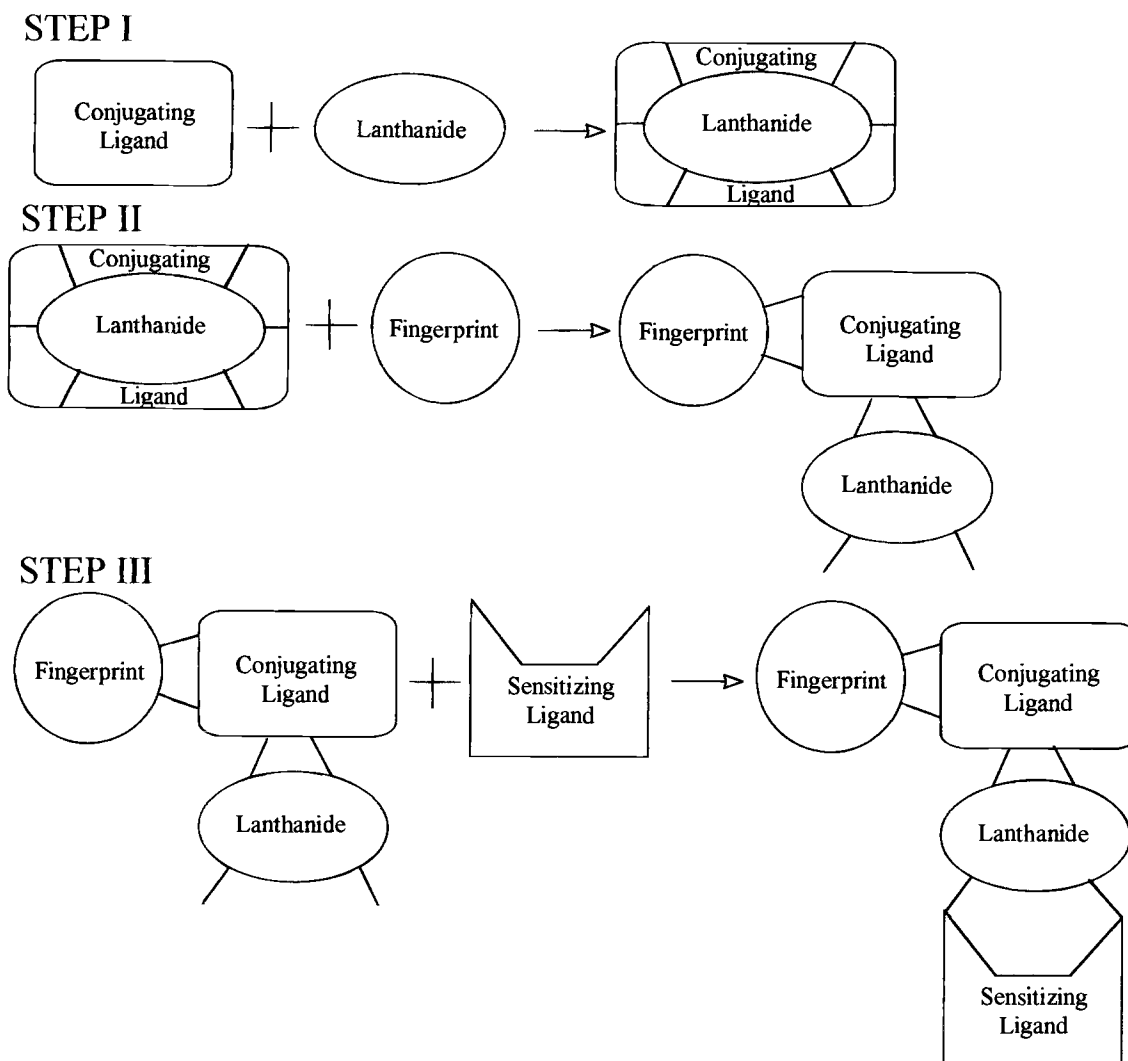 STEP I
Conjugating
Ligand
Lanthanide
Conjugating
Lanthanide
Ligand
STEP II
Conjugating
Lanthanide
Ligand
Fingerprint
Fingerprint
Conjugating
Ligand
Lanthanide
STEP III
Fingerprint
Conjugating
Ligand
Lanthanide
Sensitizing
Ligand
Fingerprint
Conjugating
Ligand
Lanthanide
Sensitizing
Ligand